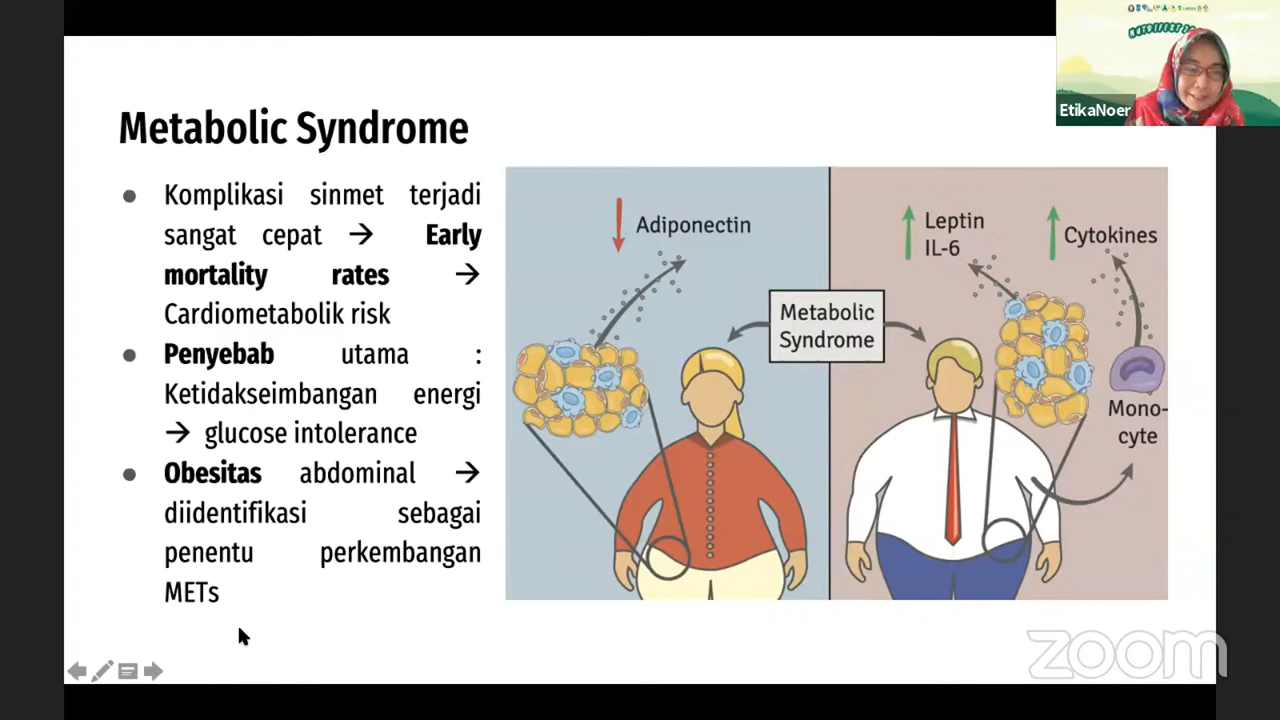 Metabolic Syndrome
● Komplikasi sinmet terjadi
sangat cepat → Early
mortality rates →
Cardiometabolik risk
● Penyebab utama :
Ketidakseimbangan energi
→ glucose intolerance
● Obesitas abdominal →
diidentifikasi sebagai
penentu perkembangan
METs
Adiponectin
Metabolic
Syndrome
Leptin
IL-6
Cytokines
Mono-
cyte
EtikaNoer
zoom